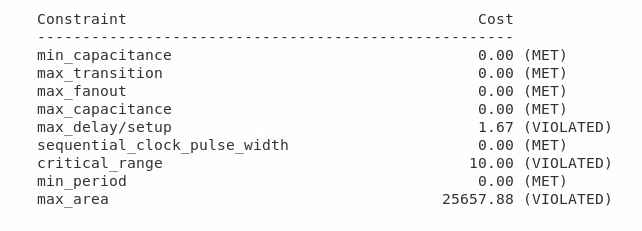 Constraint                                       Cost
-----------------------------------------------------
min_capacitance                                  0.00 (MET)
max_transition                                   0.00 (MET)
max_fanout                                       0.00 (MET)
max_capacitance                                  0.00 (MET)
max_delay/setup                                  1.67 (VIOLATED)
sequential_clock_pulse_width                     0.00 (MET)
critical_range                                  10.00 (VIOLATED)
min_period                                       0.00 (MET)
max_area                                     25657.88 (VIOLATED)